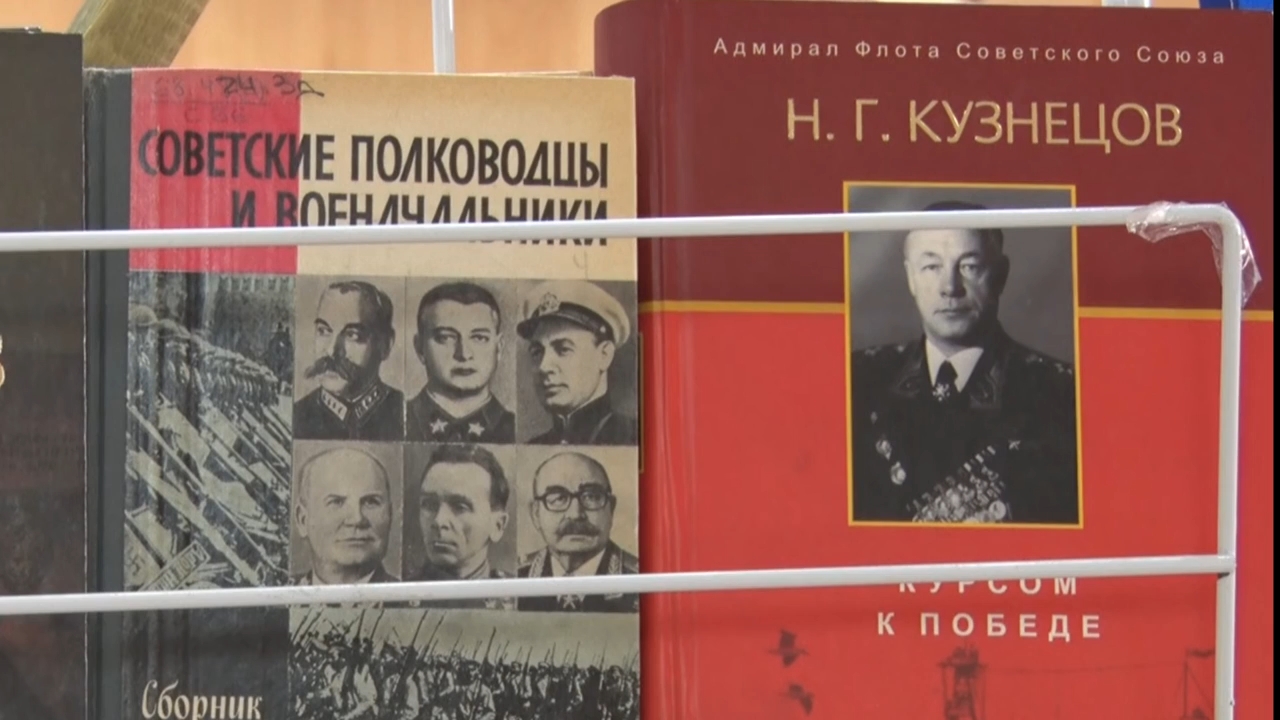 СОВЕТСКИЕ ПОЛКОВОДЦЫ
И ВОЕНАЧАЛЬНИКИ
Сборник
Адмирал Флота Советского Союза
Н. Г. КУЗНЕЦОВ
КУРСОМ
К ПОБЕДЕ